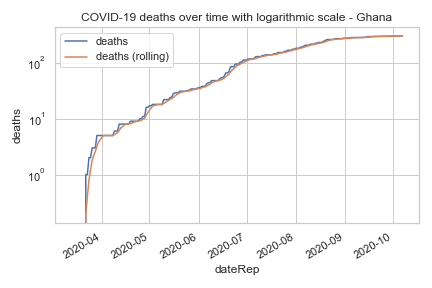 COVID-19 deaths over time with logarithmic scale - Ghana
deaths
deaths (rolling)
10²
10¹
10⁰
deaths
2020-04
2020-05
2020-06
2020-07
2020-08
2020-09
2020-10
dateRep